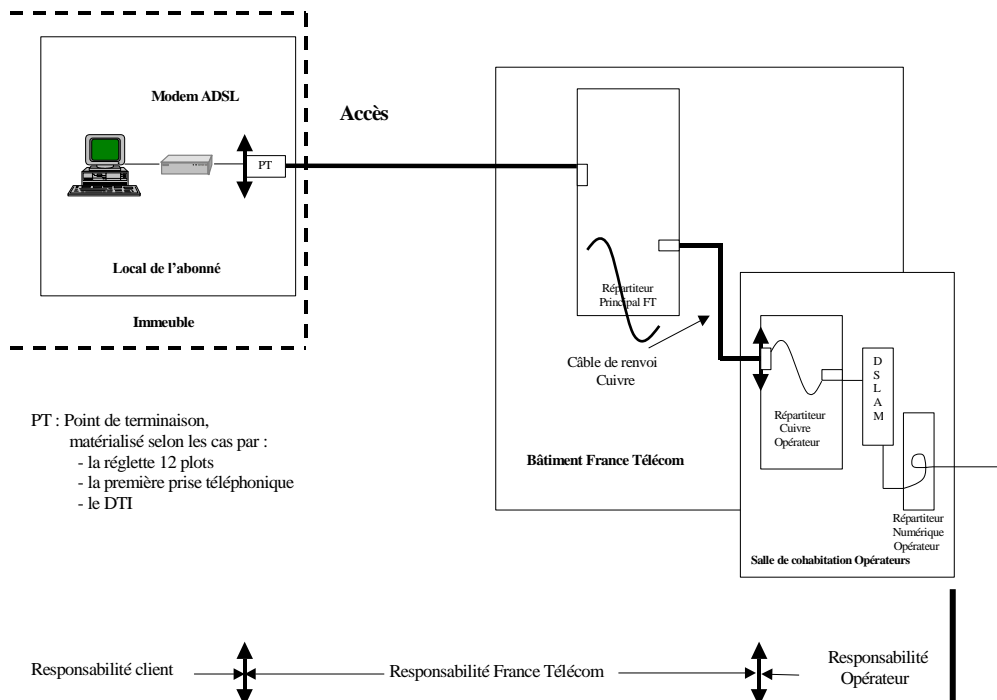 Modem ADSL
Accès
PT
Local de l'abonné
Immeuble
Répartiteur
Principal FT
Câble de renvoi
Cuivre
Bâtiment France Télécom
Répartiteur
Cuivre
Opérateur
D
S
L
A
M
Répartiteur
Numérique
Opérateur
Salle de cohabitation Opérateurs
PT : Point de terminaison,
matérialisé selon les cas par :
- la réglette 12 plots
- la première prise téléphonique
- le DTI
Responsabilité client
Responsabilité France Télécom
Responsabilité
Opérateur